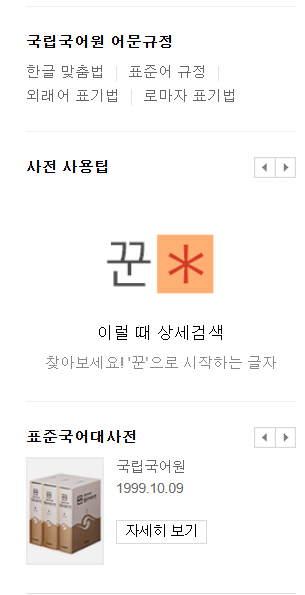 국립국어원 어문규정
한글 맞춤법 | 표준어 규정 |
외래어 표기법 | 로마자 표기법
사전 사용팁
꾼*
이럴 때 상세검색
찾아보세요! '꾼'으로 시작하는 글자
표준국어대사전
국립국어원
1999.10.09
자세히 보기